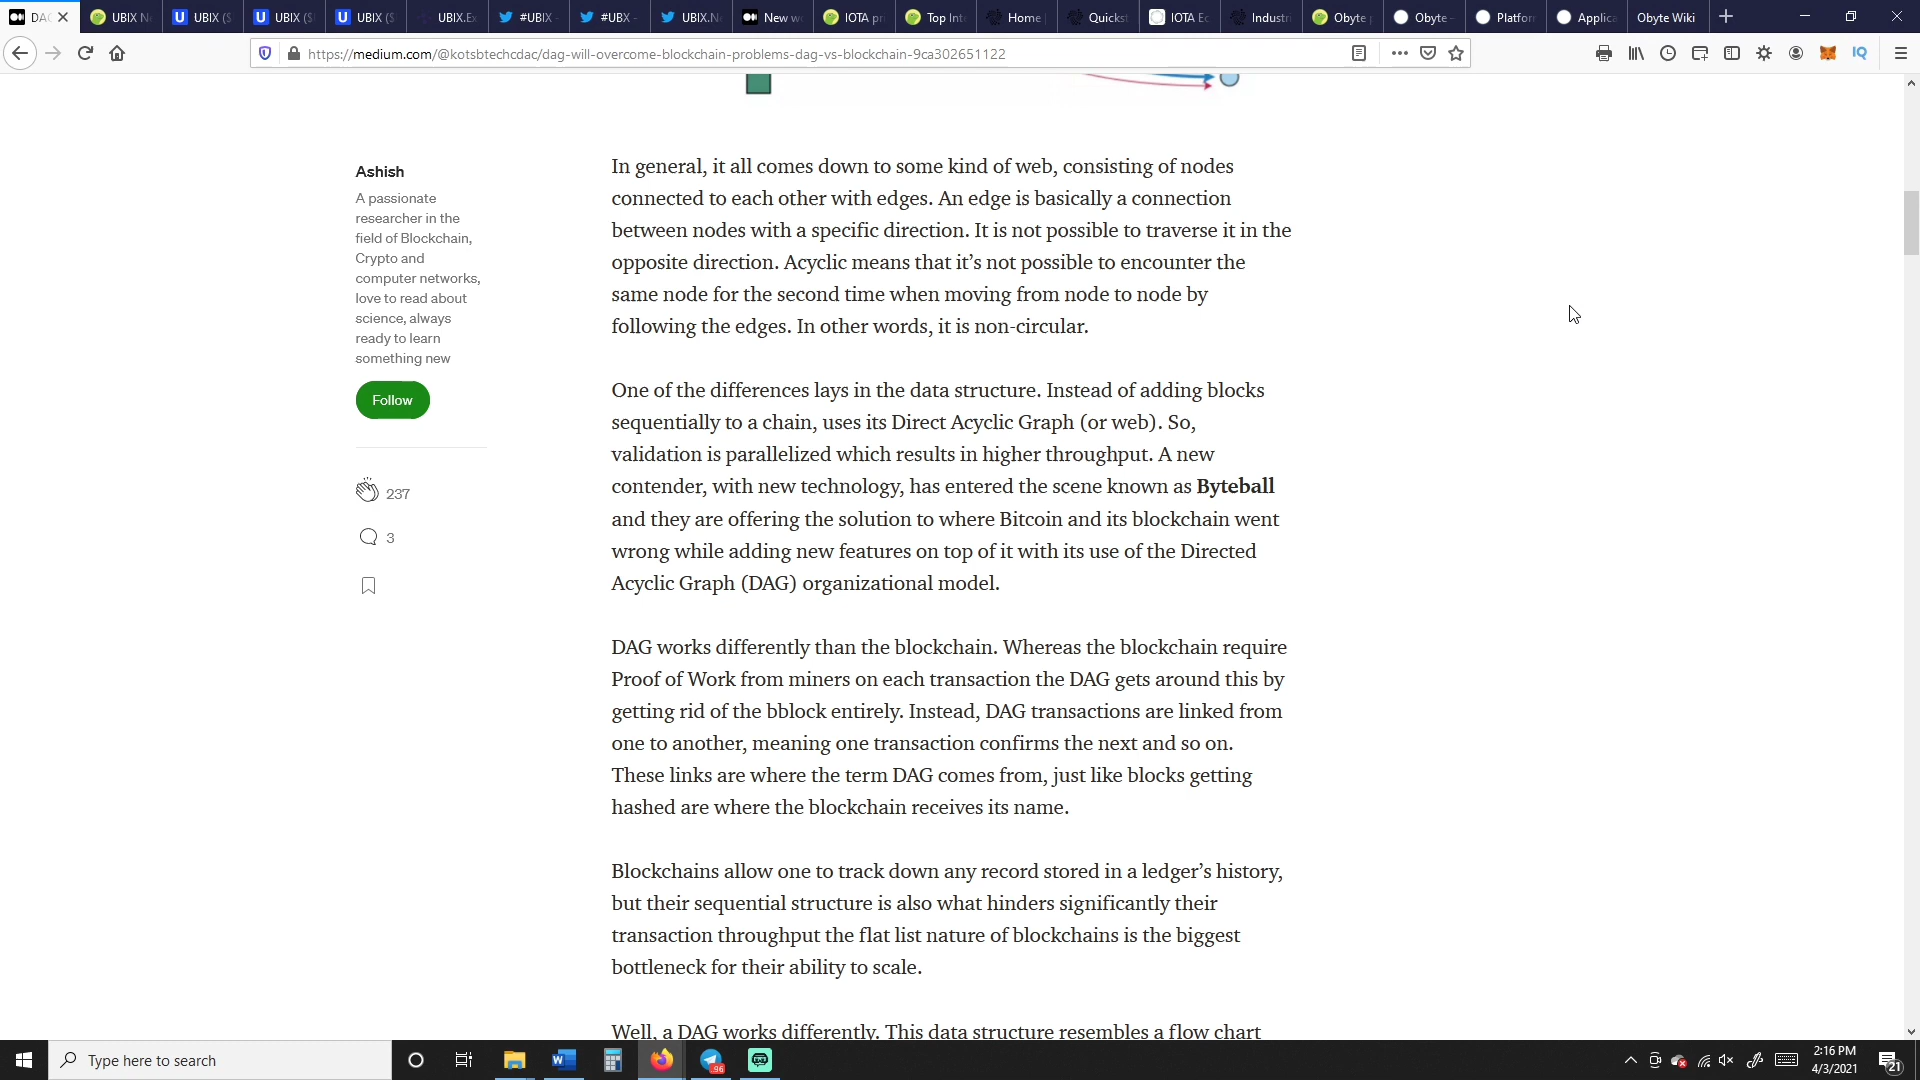 DAG
UBIX N
UBIX ($
UBIX ($
UBIX ($
UBIX.Ex
#UBIX -
#UBX -
UBIX.N
New w
IOTA pr
Top Int
Home |
Quickst
IOTA Ec
Industri
Obyte p
Obyte -
Platfor
Applica
Obyte Wiki
https://medium.com/@kotsbtechcdac/dag-will-overcome-blockchain-problems-dag-vs-blockchain-9ca302651122
IQ
Ashish
A passionate
researcher in the
field of Blockchain,
Crypto and
computer networks,
love to read about
science, always
ready to learn
something new
Follow
237
3
In general, it all comes down to some kind of web, consisting of nodes
connected to each other with edges. An edge is basically a connection
between nodes with a specific direction. It is not possible to traverse it in the
opposite direction. Acyclic means that it’s not possible to encounter the
same node for the second time when moving from node to node by
following the edges. In other words, it is non-circular.
One of the differences lays in the data structure. Instead of adding blocks
sequentially to a chain, uses its Direct Acyclic Graph (or web). So,
validation is parallelized which results in higher throughput. A new
contender, with new technology, has entered the scene known as Byteball
and they are offering the solution to where Bitcoin and its blockchain went
wrong while adding new features on top of it with its use of the Directed
Acyclic Graph (DAG) organizational model.
DAG works differently than the blockchain. Whereas the blockchain require
Proof of Work from miners on each transaction the DAG gets around this by
getting rid of the bblock entirely. Instead, DAG transactions are linked from
one to another, meaning one transaction confirms the next and so on.
These links are where the term DAG comes from, just like blocks getting
hashed are where the blockchain receives its name.
Blockchains allow one to track down any record stored in a ledger’s history,
but their sequential structure is also what hinders significantly their
transaction throughput the flat list nature of blockchains is the biggest
bottleneck for their ability to scale.
Well, a DAG works differently. This data structure resembles a flow chart
Type here to search
96
2:16 PM
4/3/2021
21